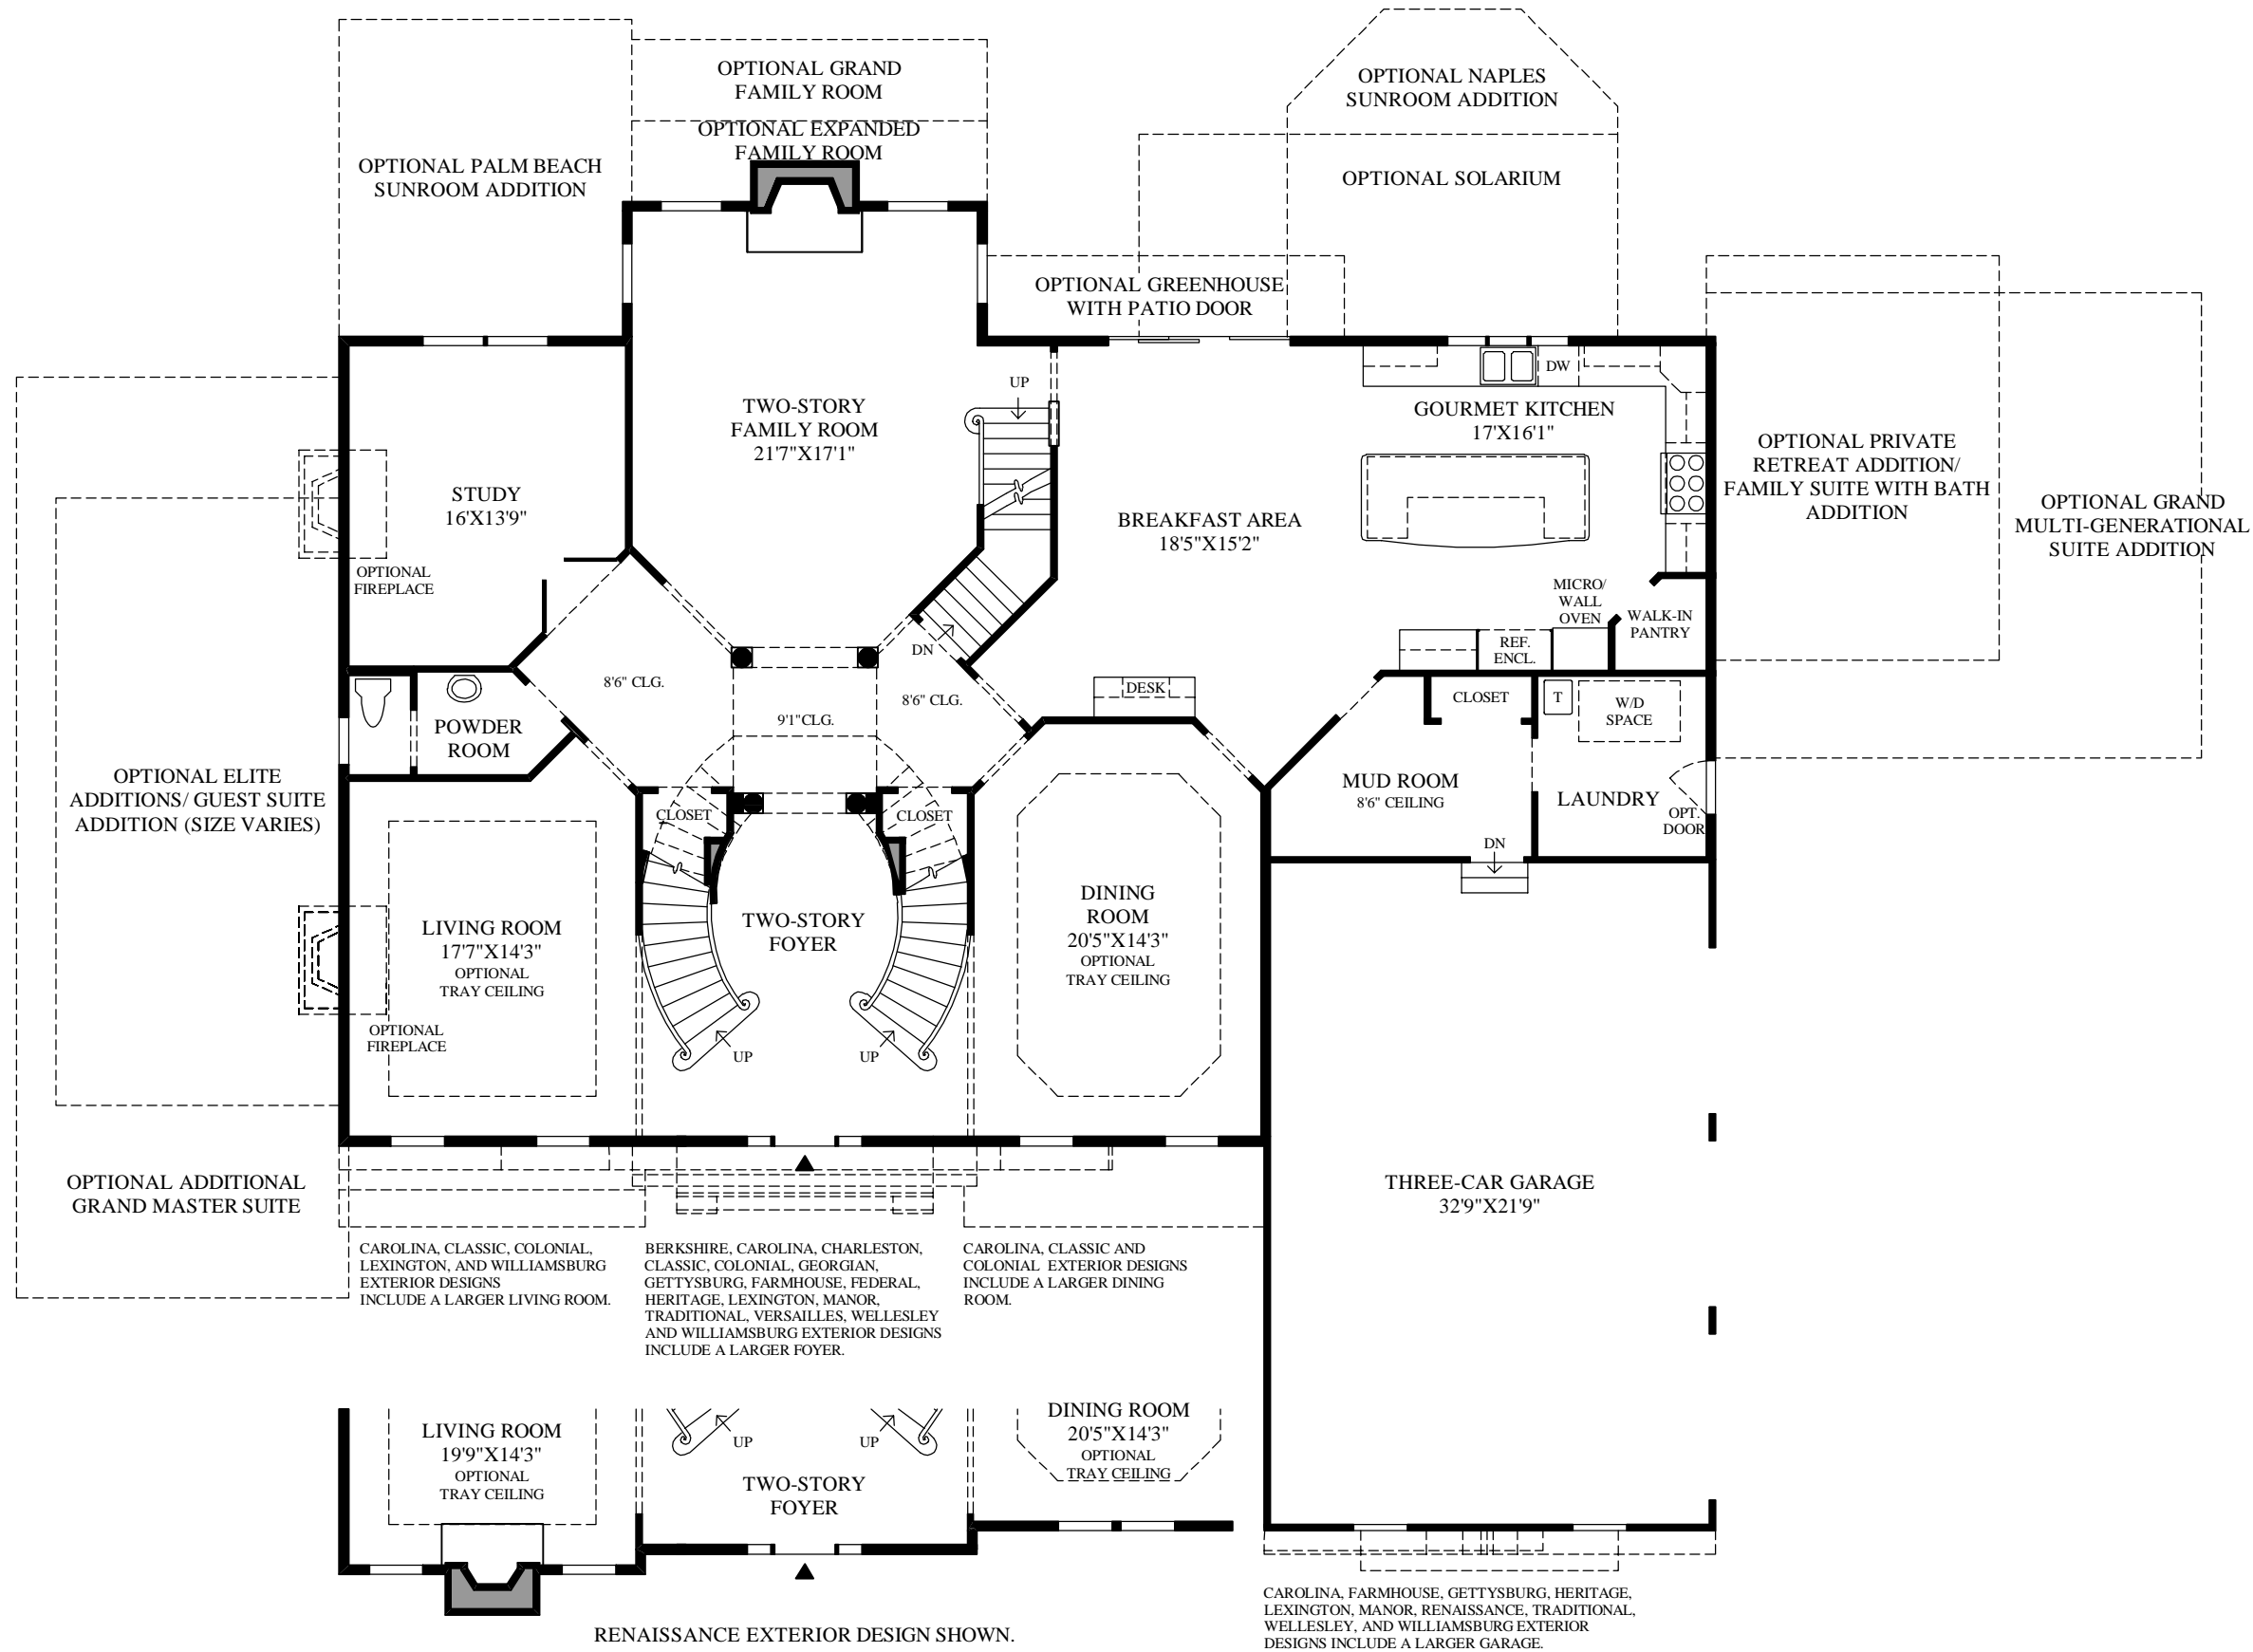 OPTIONAL GRAND
FAMILY ROOM
OPTIONAL EXPANDED
FAMILY ROOM
OPTIONAL NAPLES
SUNROOM ADDITION
OPTIONAL PALM BEACH
SUNROOM ADDITION
OPTIONAL SOLARIUM
OPTIONAL GREENHOUSE
WITH PATIO DOOR
UP
DW
TWO-STORY
FAMILY ROOM
21'7"X17'1"
GOURMET KITCHEN
17'X16'1"
OPTIONAL PRIVATE
RETREAT ADDITION/
FAMILY SUITE WITH BATH
ADDITION
OPTIONAL GRAND
MULTI-GENERATIONAL
SUITE ADDITION
STUDY
16'X13'9"
BREAKFAST AREA
18'5"X15'2"
OPTIONAL
FIREPLACE
MICRO/
WALL
OVEN
WALK-IN
PANTRY
REF.
ENCL.
DN
8'6" CLG.
8'6" CLG.
9'1"CLG.
DESK
CLOSET
T
W/D
SPACE
POWDER
ROOM
OPTIONAL ELITE
ADDITIONS/ GUEST SUITE
ADDITION (SIZE VARIES)
MUD ROOM
8'6" CEILING
LAUNDRY
OPT.
DOOR
CLOSET
CLOSET
DN
LIVING ROOM
17'7"X14'3"
OPTIONAL
TRAY CEILING
TWO-STORY
FOYER
DINING
ROOM
20'5"X14'3"
OPTIONAL
TRAY CEILING
OPTIONAL
FIREPLACE
UP
UP
OPTIONAL ADDITIONAL
GRAND MASTER SUITE
THREE-CAR GARAGE
32'9"X21'9"
CAROLINA, CLASSIC, COLONIAL,
LEXINGTON, AND WILLIAMSBURG
EXTERIOR DESIGNS
INCLUDE A LARGER LIVING ROOM.
BERKSHIRE, CAROLINA, CHARLESTON,
CLASSIC, COLONIAL, GEORGIAN,
GETTYSBURG, FARMHOUSE, FEDERAL,
HERITAGE, LEXINGTON, MANOR,
TRADITIONAL, VERSAILLES, WELLESLEY
AND WILLIAMSBURG EXTERIOR DESIGNS
INCLUDE A LARGER FOYER.
CAROLINA, CLASSIC AND
COLONIAL EXTERIOR DESIGNS
INCLUDE A LARGER DINING
ROOM.
LIVING ROOM
19'9"X14'3"
OPTIONAL
TRAY CEILING
UP
UP
TWO-STORY
FOYER
DINING ROOM
20'5"X14'3"
OPTIONAL
TRAY CEILING
CAROLINA, FARMHOUSE, GETTYSBURG, HERITAGE,
LEXINGTON, MANOR, RENAISSANCE, TRADITIONAL,
WELLESLEY, AND WILLIAMSBURG EXTERIOR
DESIGNS INCLUDE A LARGER GARAGE.
RENAISSANCE EXTERIOR DESIGN SHOWN.